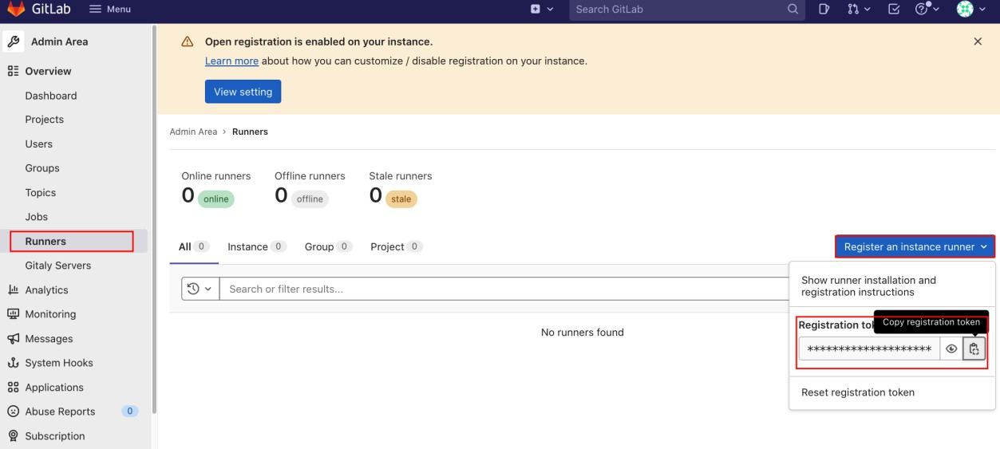 GitLab
Menu
Search GitLab
Admin Area
Overview
Dashboard
Projects
Users
Groups
Topics
Jobs
Runners
Gitaly Servers
Analytics
Monitoring
Messages
System Hooks
Applications
Abuse Reports 0
Subscription
Open registration is enabled on your instance.
Learn more about how you can customize / disable registration on your instance.
View setting
Admin Area > Runners
Online runners Offline runners Stale runners
0 online 0 offline 0 stale
All 0 Instance 0 Group 0 Project 0
Register an instance runner
Search or filter results...
No runners found
Show runner installation and
registration instructions
Copy registration token
Registration
********************
Reset registration token